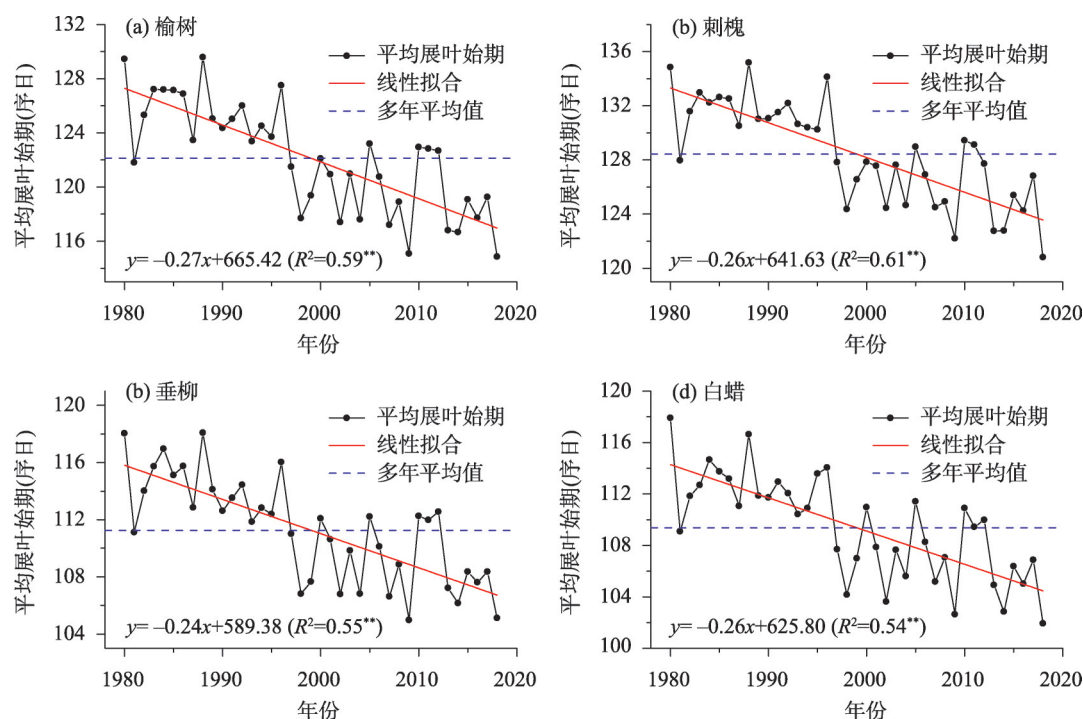 (a) 榆树
平均展叶始期
线性拟合
多年平均值
平均展叶始期(序日)
132
128
124
120
116
y= −0.27x+665.42 (R²=0.59**)
1980
1990
2000
2010
2020
年份
(b) 刺槐
平均展叶始期
线性拟合
多年平均值
平均展叶始期(序日)
136
132
128
124
120
y= −0.26x+641.63 (R²=0.61**)
1980
1990
2000
2010
2020
年份
(b) 垂柳
平均展叶始期
线性拟合
多年平均值
平均展叶始期(序日)
120
116
112
108
104
y= −0.24x+589.38 (R²=0.55**)
1980
1990
2000
2010
2020
年份
(d) 白蜡
平均展叶始期
线性拟合
多年平均值
平均展叶始期(序日)
120
116
112
108
104
100
y= −0.26x+625.80 (R²=0.54**)
1980
1990
2000
2010
2020
年份